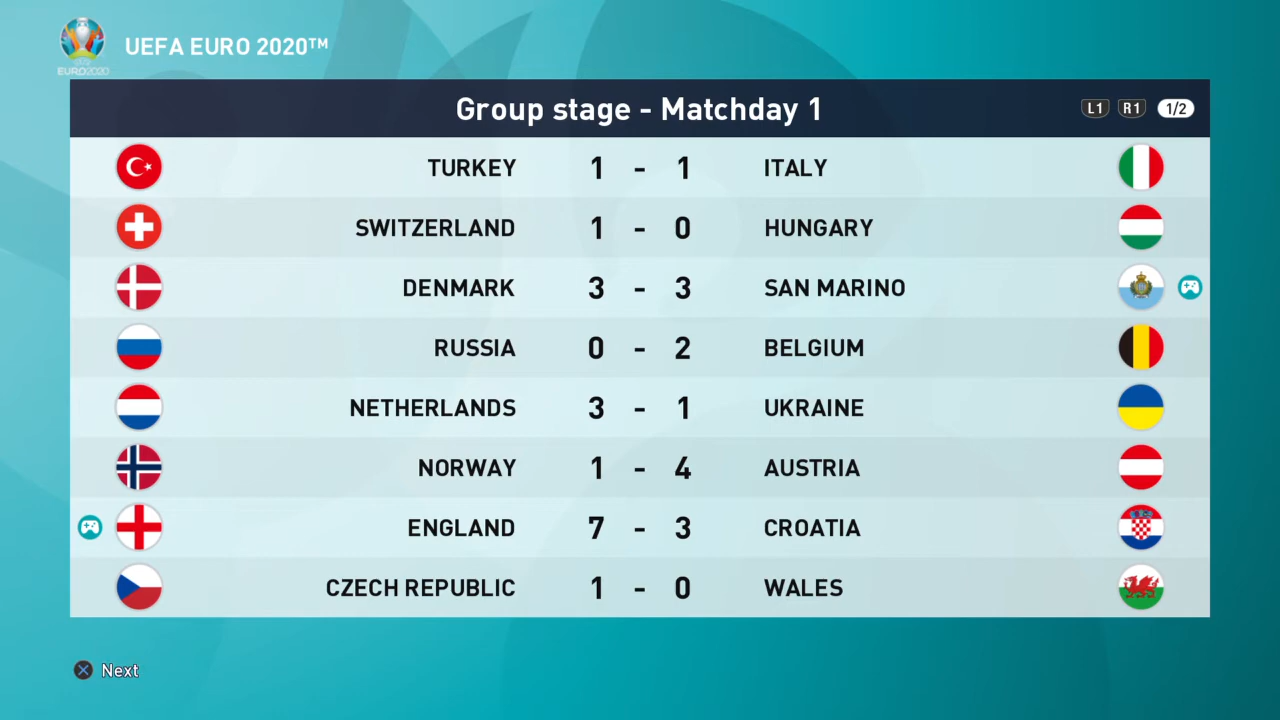 UEFA EURO 2020™
EURO2020
Group stage - Matchday 1
L1 R1 1/2
TURKEY 1 - 1 ITALY
SWITZERLAND 1 - 0 HUNGARY
DENMARK 3 - 3 SAN MARINO
RUSSIA 0 - 2 BELGIUM
NETHERLANDS 3 - 1 UKRAINE
NORWAY 1 - 4 AUSTRIA
ENGLAND 7 - 3 CROATIA
CZECH REPUBLIC 1 - 0 WALES
Next